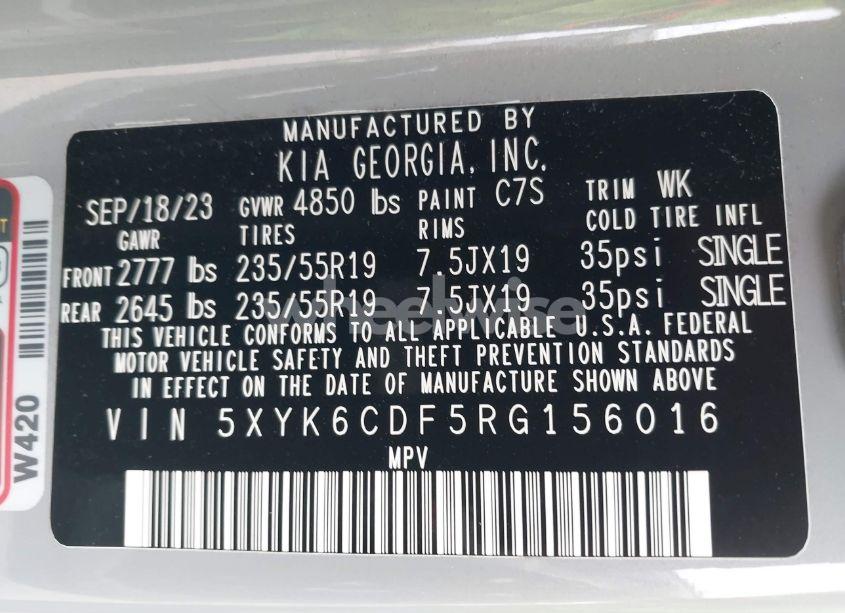 MANUFACTURED BY
KIA GEORGIA, INC.
SEP/18/23 GVWR 4850 lbs PAINT C7S TRIM WK
GAWR TIRES RIMS COLD TIRE INFL
FRONT 2777 lbs 235/55R19 7.5JX19 35psi SINGLE
REAR 2645 lbs 235/55R19 7.5JX19 35psi SINGLE
THIS VEHICLE CONFORMS TO ALL APPLICABLE U.S.A. FEDERAL
MOTOR VEHICLE SAFETY AND THEFT PREVENTION STANDARDS
IN EFFECT ON THE DATE OF MANUFACTURE SHOWN ABOVE
VIN 5XYK6CDF5RG156016
MPV
W420